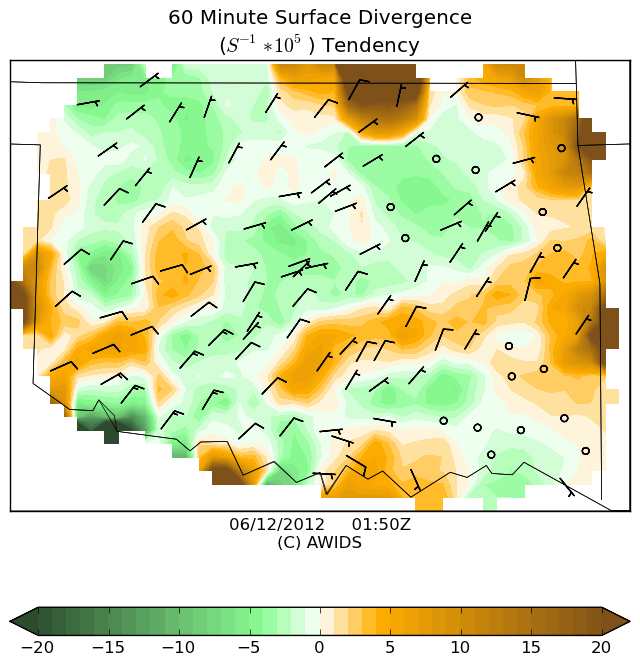 60 Minute Surface Divergence
(S⁻¹ * 10⁵ ) Tendency
06/12/2012 01:50Z
(C) AWIDS
−20 −15 −10 −5 0 5 10 15 20